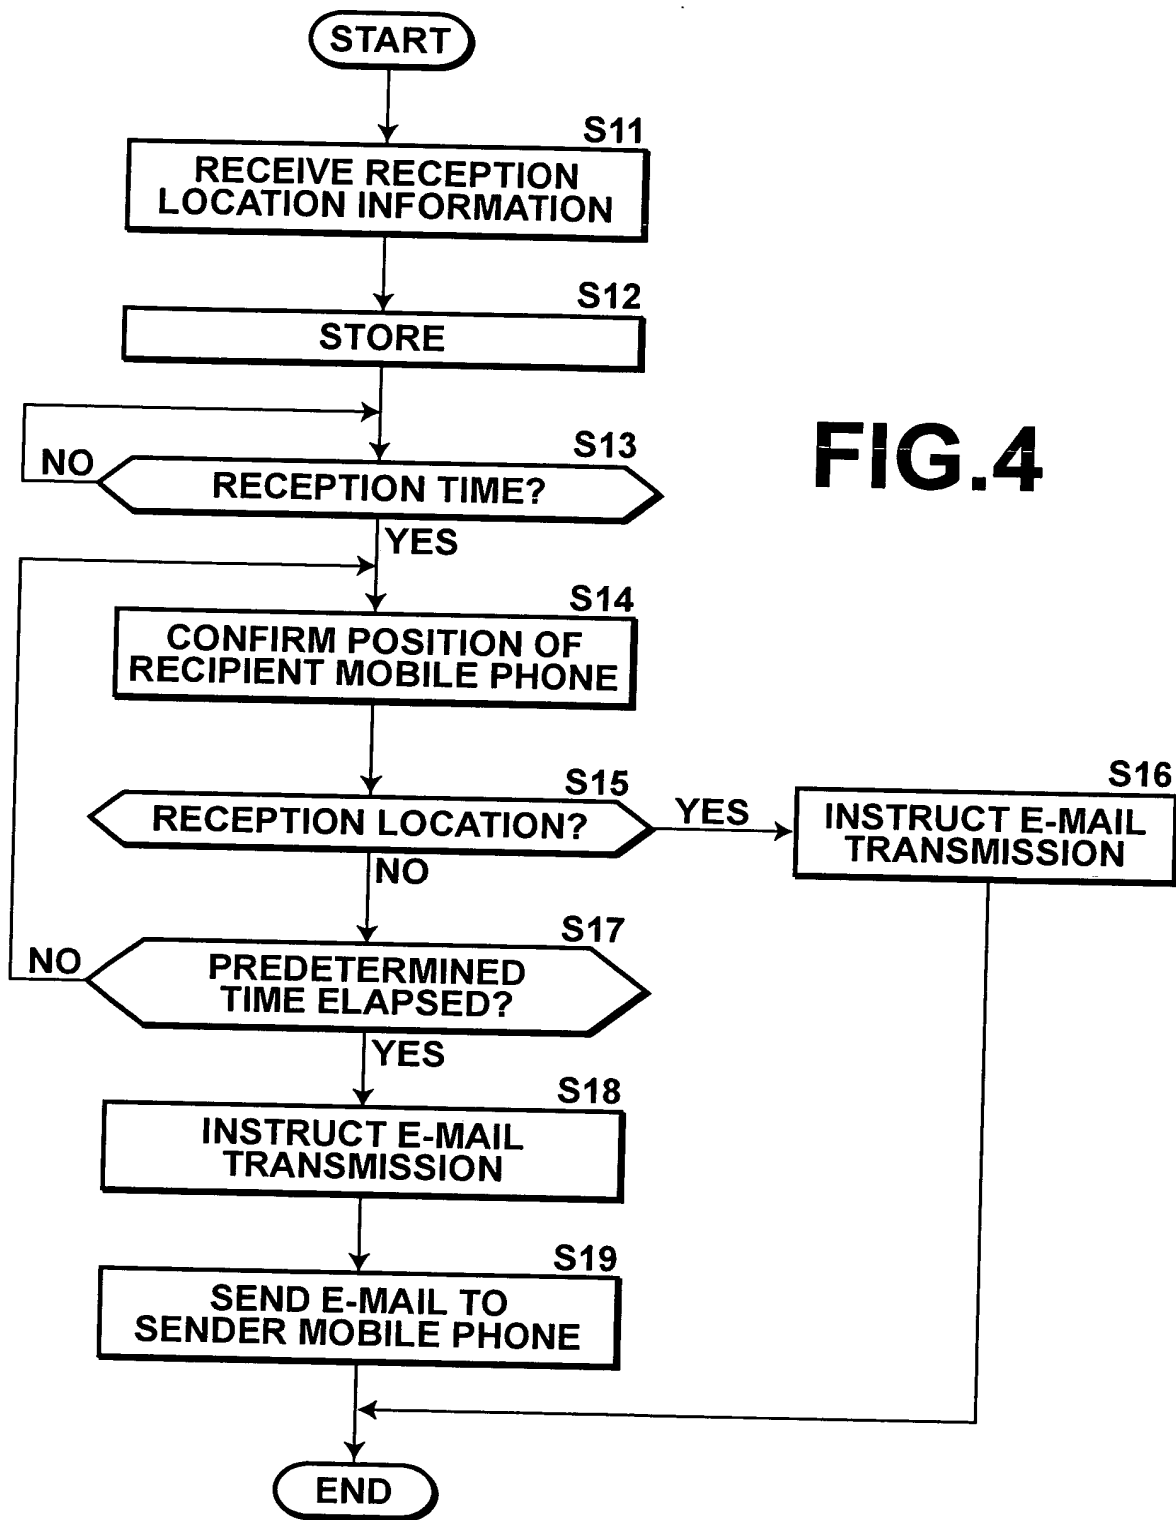 START
S11
RECEIVE RECEPTION
LOCATION INFORMATION
S12
STORE
S13
NO
RECEPTION TIME?
FIG.4
YES
S14
CONFIRM POSITION OF
RECIPIENT MOBILE PHONE
S15
RECEPTION LOCATION?
YES
S16
INSTRUCT E-MAIL
TRANSMISSION
NO
S17
NO
PREDETERMINED
TIME ELAPSED?
YES
S18
INSTRUCT E-MAIL
TRANSMISSION
S19
SEND E-MAIL TO
SENDER MOBILE PHONE
END